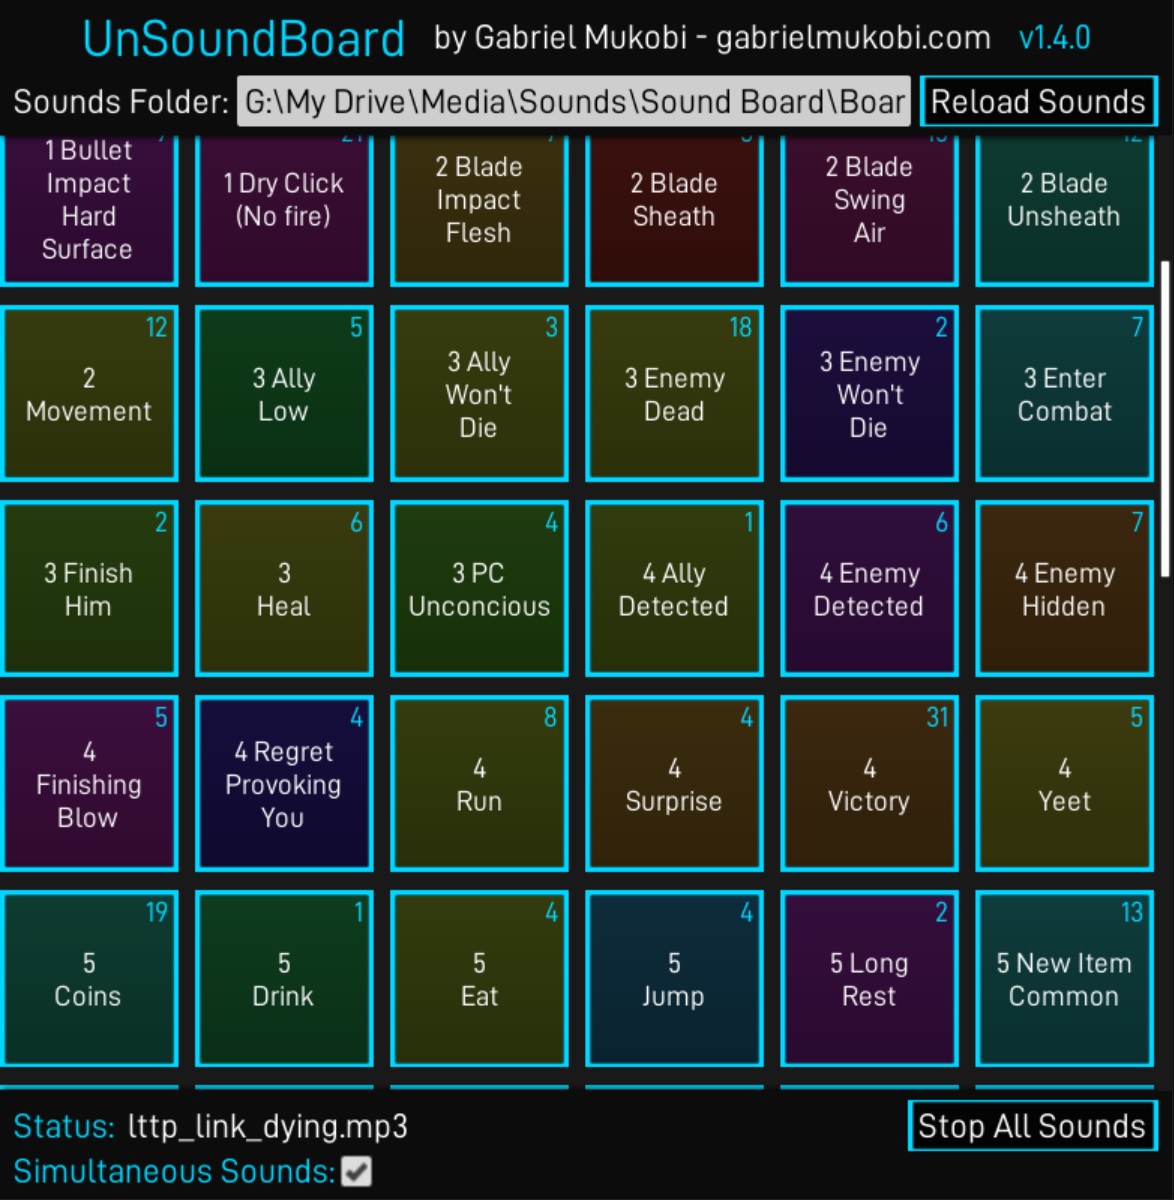 UnSoundBoard by Gabriel Mukobi - gabrielmukobi.com v1.4.0
Sounds Folder: G:\My Drive\Media\Sounds\Sound Board\Boar Reload Sounds
1 Bullet
Impact
Hard
Surface
21
1 Dry Click
(No fire)
2 Blade
Impact
Flesh
2 Blade
Sheath
2 Blade
Swing
Air
12
2 Blade
Unsheath
12
2
Movement
5
3 Ally
Low
3
3 Ally
Won't
Die
18
3 Enemy
Dead
2
3 Enemy
Won't
Die
7
3 Enter
Combat
2
3 Finish
Him
6
3
Heal
4
3 PC
Unconcious
1
4 Ally
Detected
6
4 Enemy
Detected
7
4 Enemy
Hidden
5
4
Finishing
Blow
4
4 Regret
Provoking
You
8
4
Run
4
4
Surprise
31
4
Victory
5
4
Yeet
19
5
Coins
1
5
Drink
4
5
Eat
4
5
Jump
2
5 Long
Rest
13
5 New Item
Common
Status: lttp_link_dying.mp3 Stop All Sounds
Simultaneous Sounds: